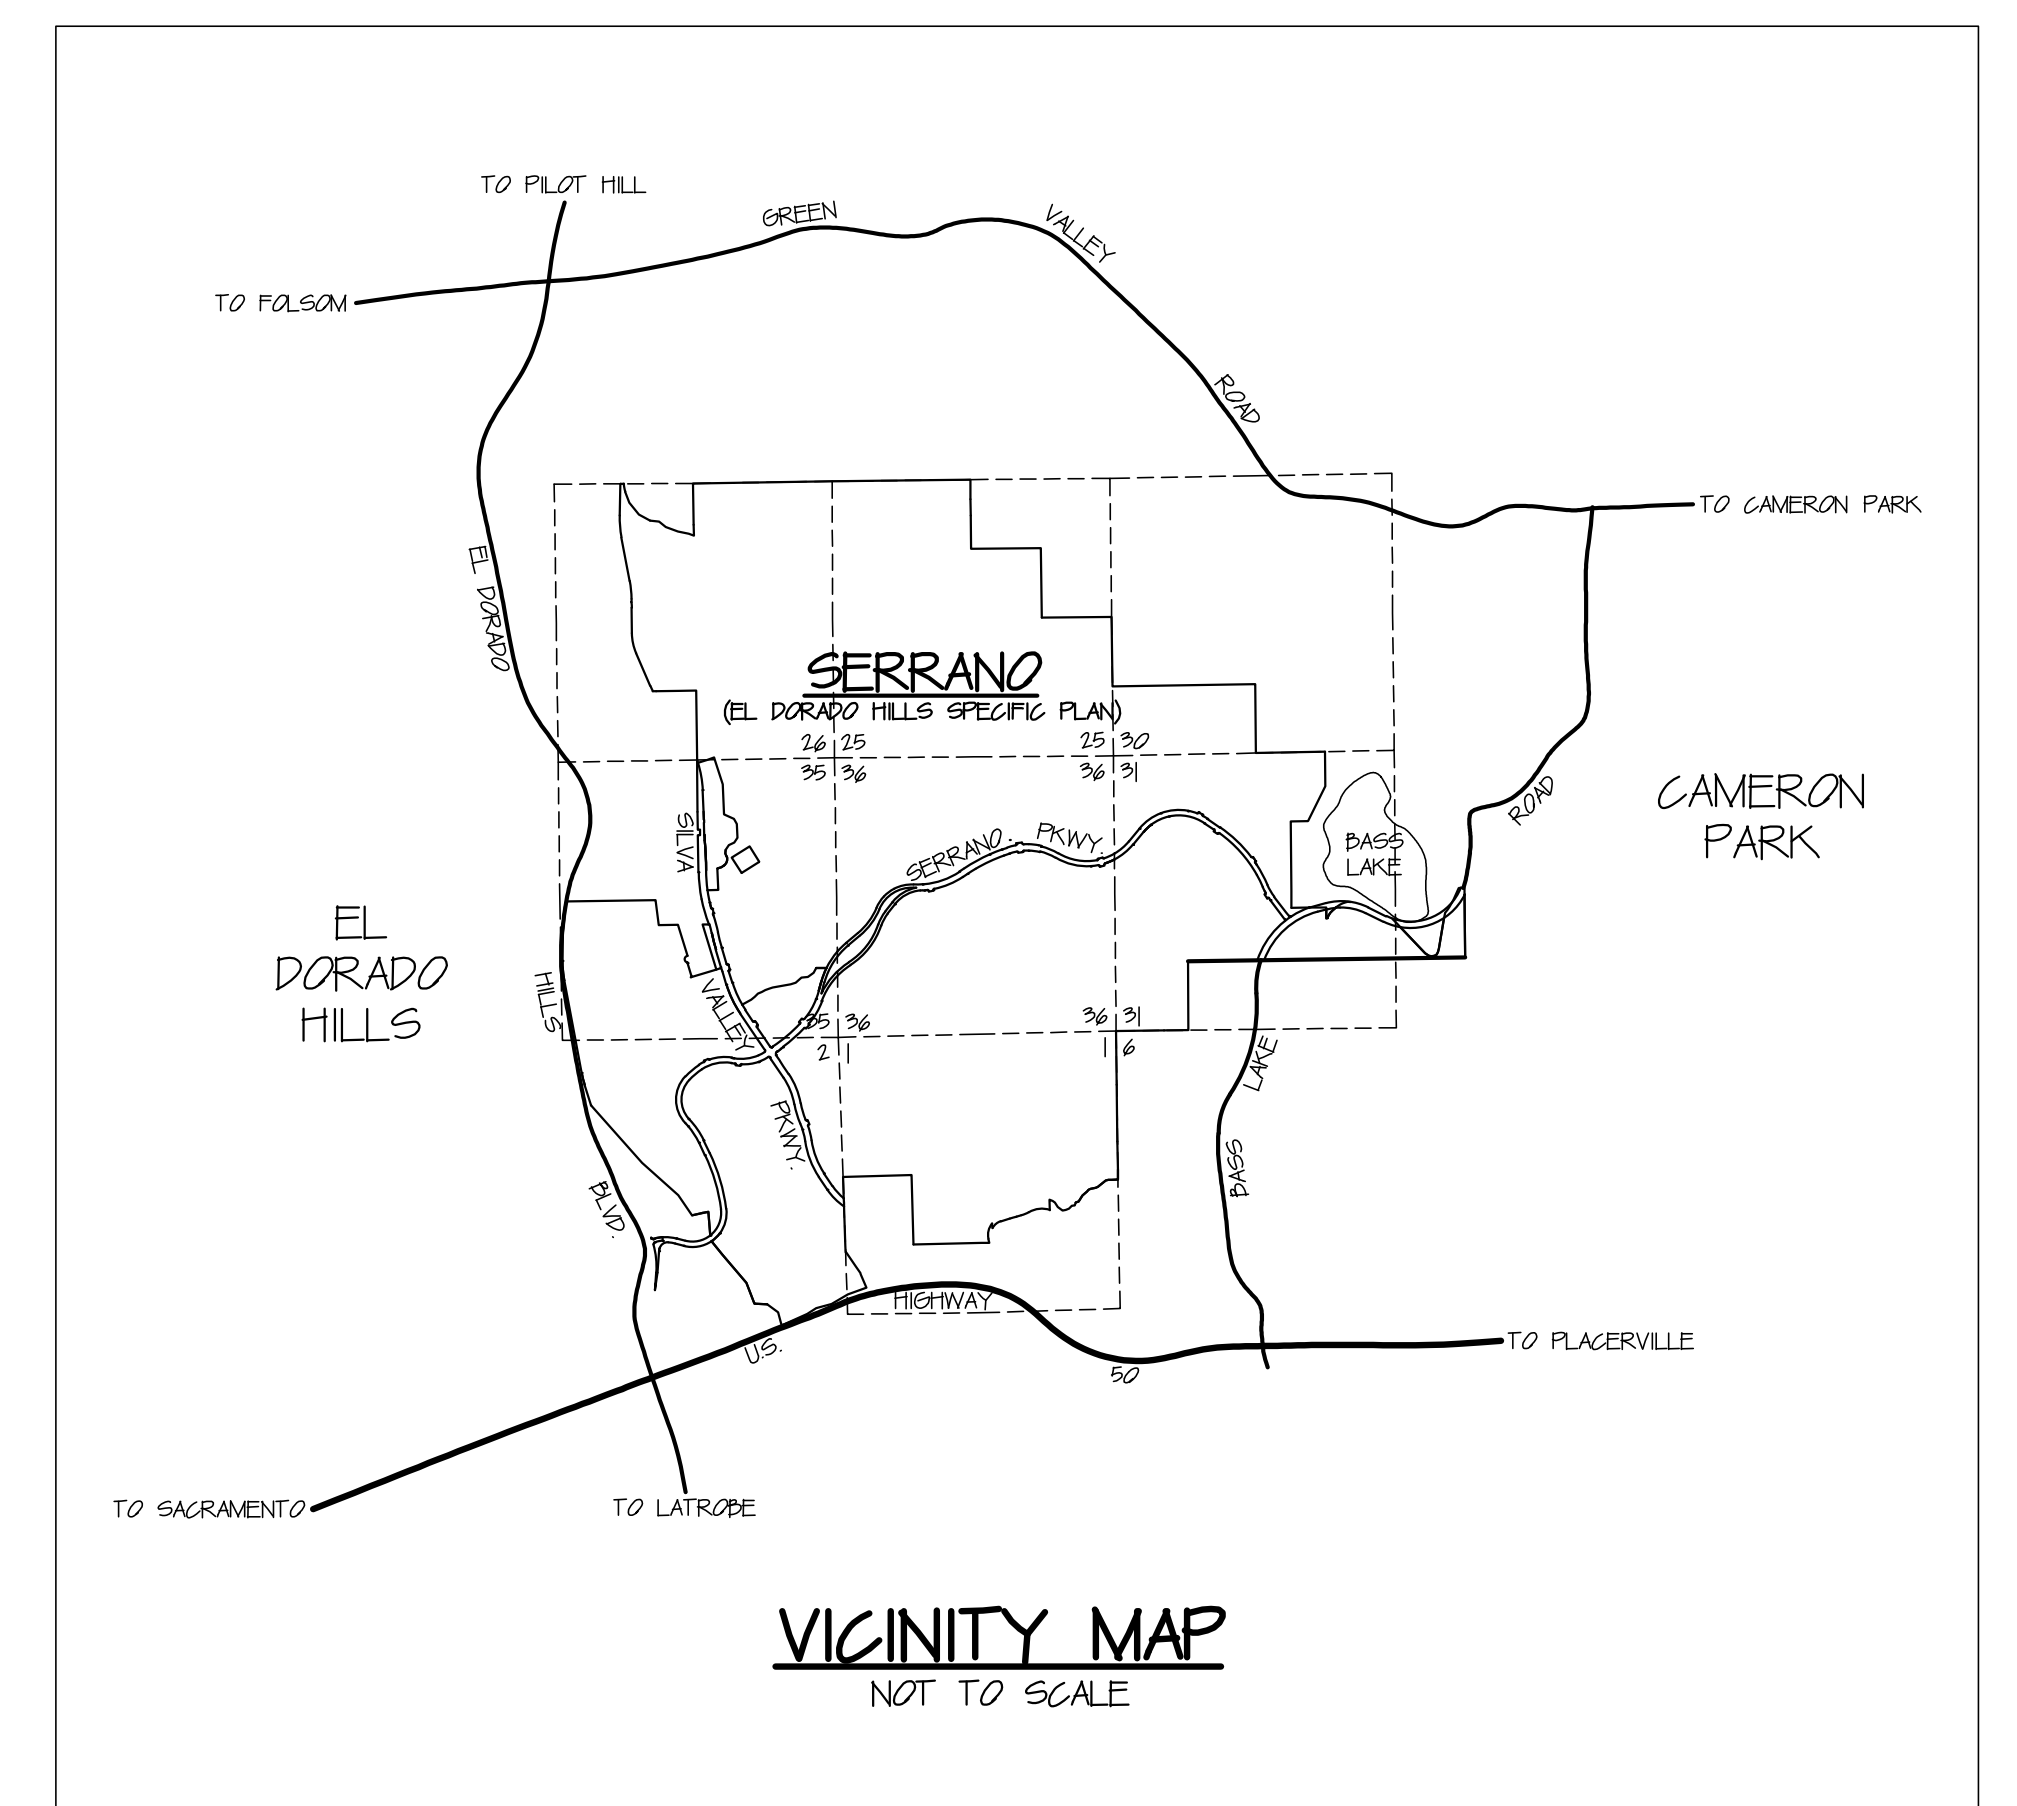 TO PILOT HILL
GREEN
VALLEY
TO FOLSOM
ROAD
TO CAMERON PARK
EL DORADO
SERRANO
(EL DORADO HILLS SPECIFIC PLAN)
26 25
25 30
35 36
36 31
CAMERON
PARK
ROAD
SILVA
SERRANO
PKWY.
BASS
LAKE
EL
DORADO
HILLS
HILLS
VALLEY
35 36
36 31
2 1
1 6
LAKE
PKWY.
BASS
BLVD.
HIGHWAY
U.S.
50
TO PLACERVILLE
TO SACRAMENTO
TO LATROBE
VICINITY MAP
NOT TO SCALE